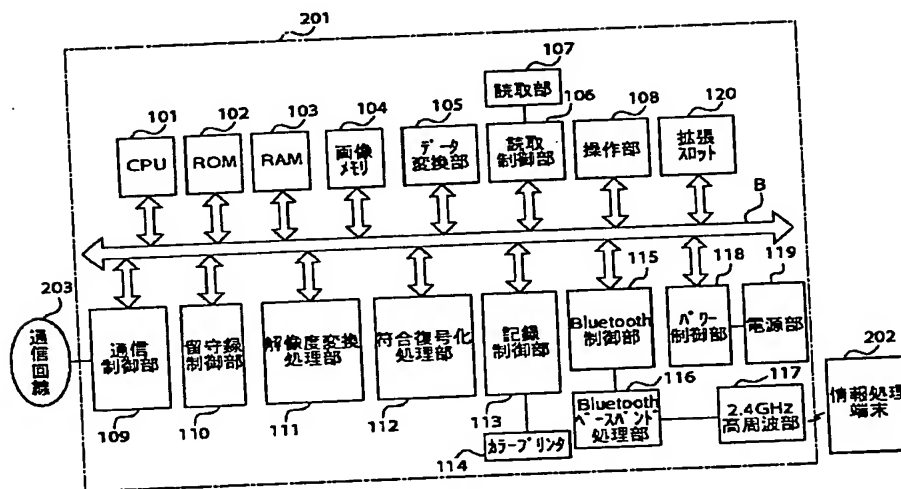 201
107
読取部
101
102
103
104
105
106
108
120
CPU
ROM
RAM
画像
メモリ
データ
変換部
読取
制御部
操作部
拡張
スロット
B
203
通信回線
通信
制御部
109
留守録
制御部
110
解像度変換
処理部
111
符合復号化
処理部
112
記録
制御部
113
カラープリンタ
114
115
Bluetooth
制御部
116
Bluetooth
ベースバンド
処理部
118
パワー
制御部
119
電源部
117
2.4GHz
高周波部
202
情報処理
端末